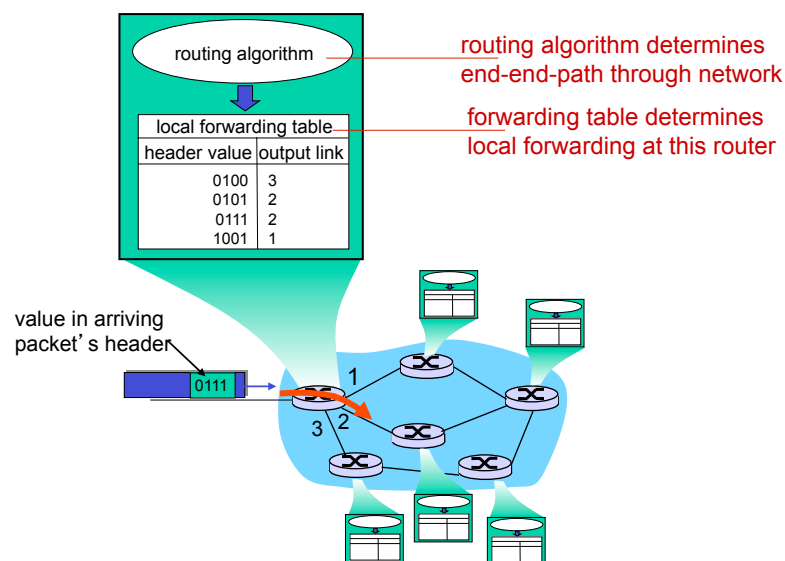 routing algorithm
routing algorithm determines
end-end-path through network
local forwarding table
header value output link
0100 3
0101 2
0111 2
1001 1
forwarding table determines
local forwarding at this router
value in arriving
packet’s header
0111
1
2
3